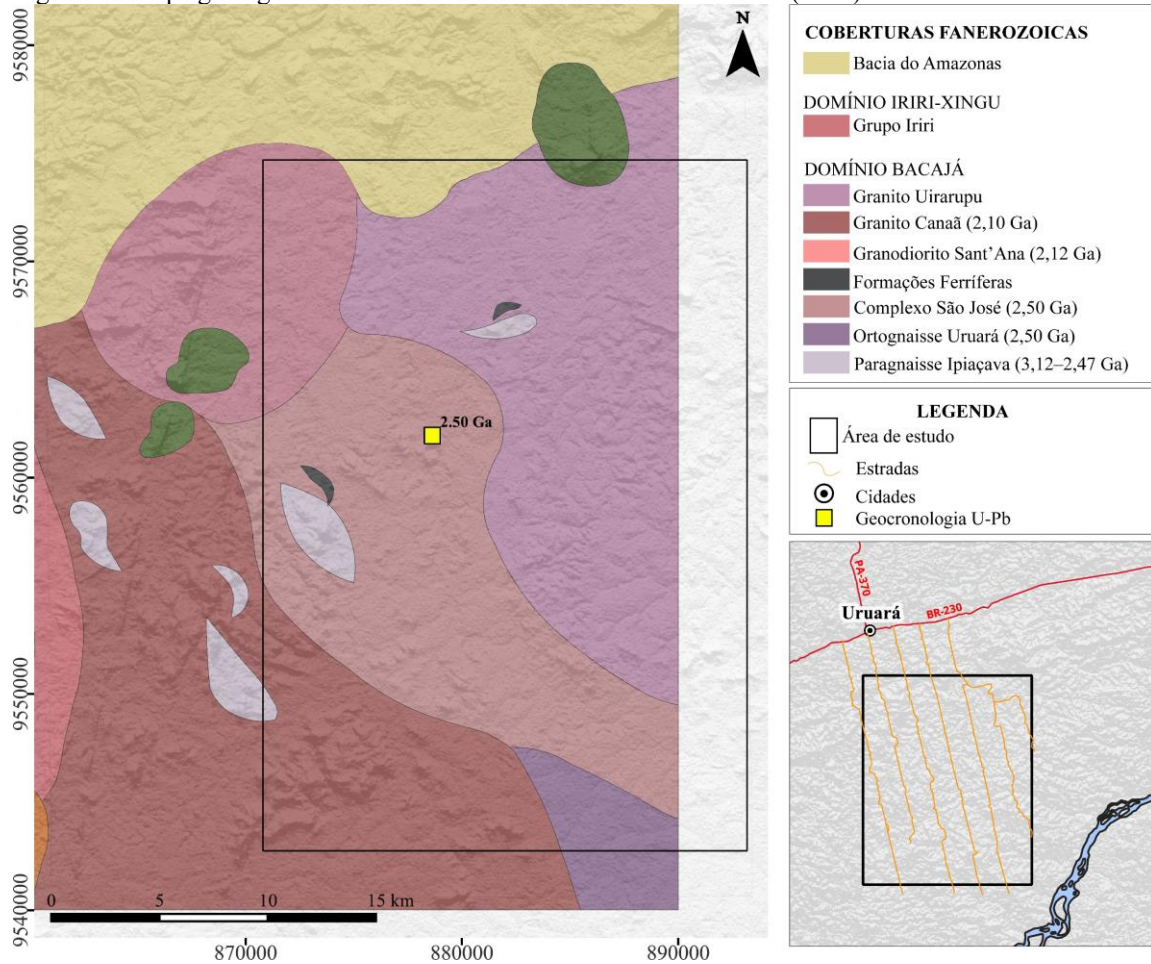 9580000
9570000
9560000
9550000
9540000
N
2.50 Ga
0
5
10
15 km
870000
880000
890000
COBERTURAS FANEROZOICAS
Bacia do Amazonas
DOMÍNIO IRIRI-XINGU
Grupo Iriri
DOMÍNIO BACAJÁ
Granito Uirarupu
Granito Canaã (2,10 Ga)
Granodiorito Sant’Ana (2,12 Ga)
Formações Ferríferas
Complexo São José (2,50 Ga)
Ortognaisse Uruará (2,50 Ga)
Paragnaisse Ipiaçava (3,12–2,47 Ga)
LEGENDA
Área de estudo
Estradas
Cidades
Geocronologia U-Pb
PA-370
Uruará
BR-230